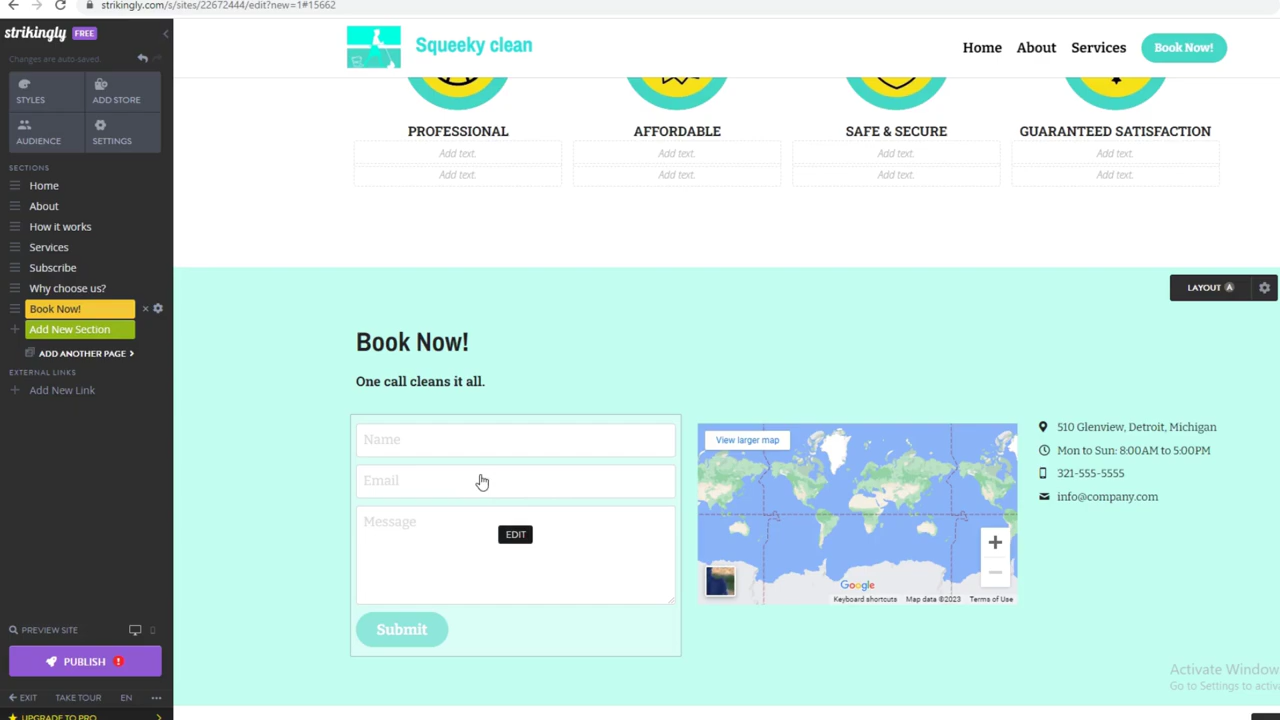 strikingly.com/s/sites/22672444/edit?new=1#15662
strikingly FREE
Changes are auto-saved
STYLES
ADD STORE
AUDIENCE
SETTINGS
SECTIONS
Home
About
How it works
Services
Subscribe
Why choose us?
Book Now!
Add New Section
ADD ANOTHER PAGE
EXTERNAL LINKS
Add New Link
PREVIEW SITE
PUBLISH
EXIT TAKE TOUR EN
UPGRADE TO PRO
Squeeky clean
Home About Services Book Now!
PROFESSIONAL AFFORDABLE SAFE & SECURE GUARANTEED SATISFACTION
Add text. Add text. Add text. Add text.
Add text. Add text. Add text. Add text.
LAYOUT A
Book Now!
One call cleans it all.
Name
Email
Message
EDIT
Submit
View larger map
Google
Keyboard shortcuts Map data ©2023 Terms of Use
510 Glenview, Detroit, Michigan
Mon to Sun: 8:00AM to 5:00PM
321-555-5555
info@company.com
Activate Window
Go to Settings to activa